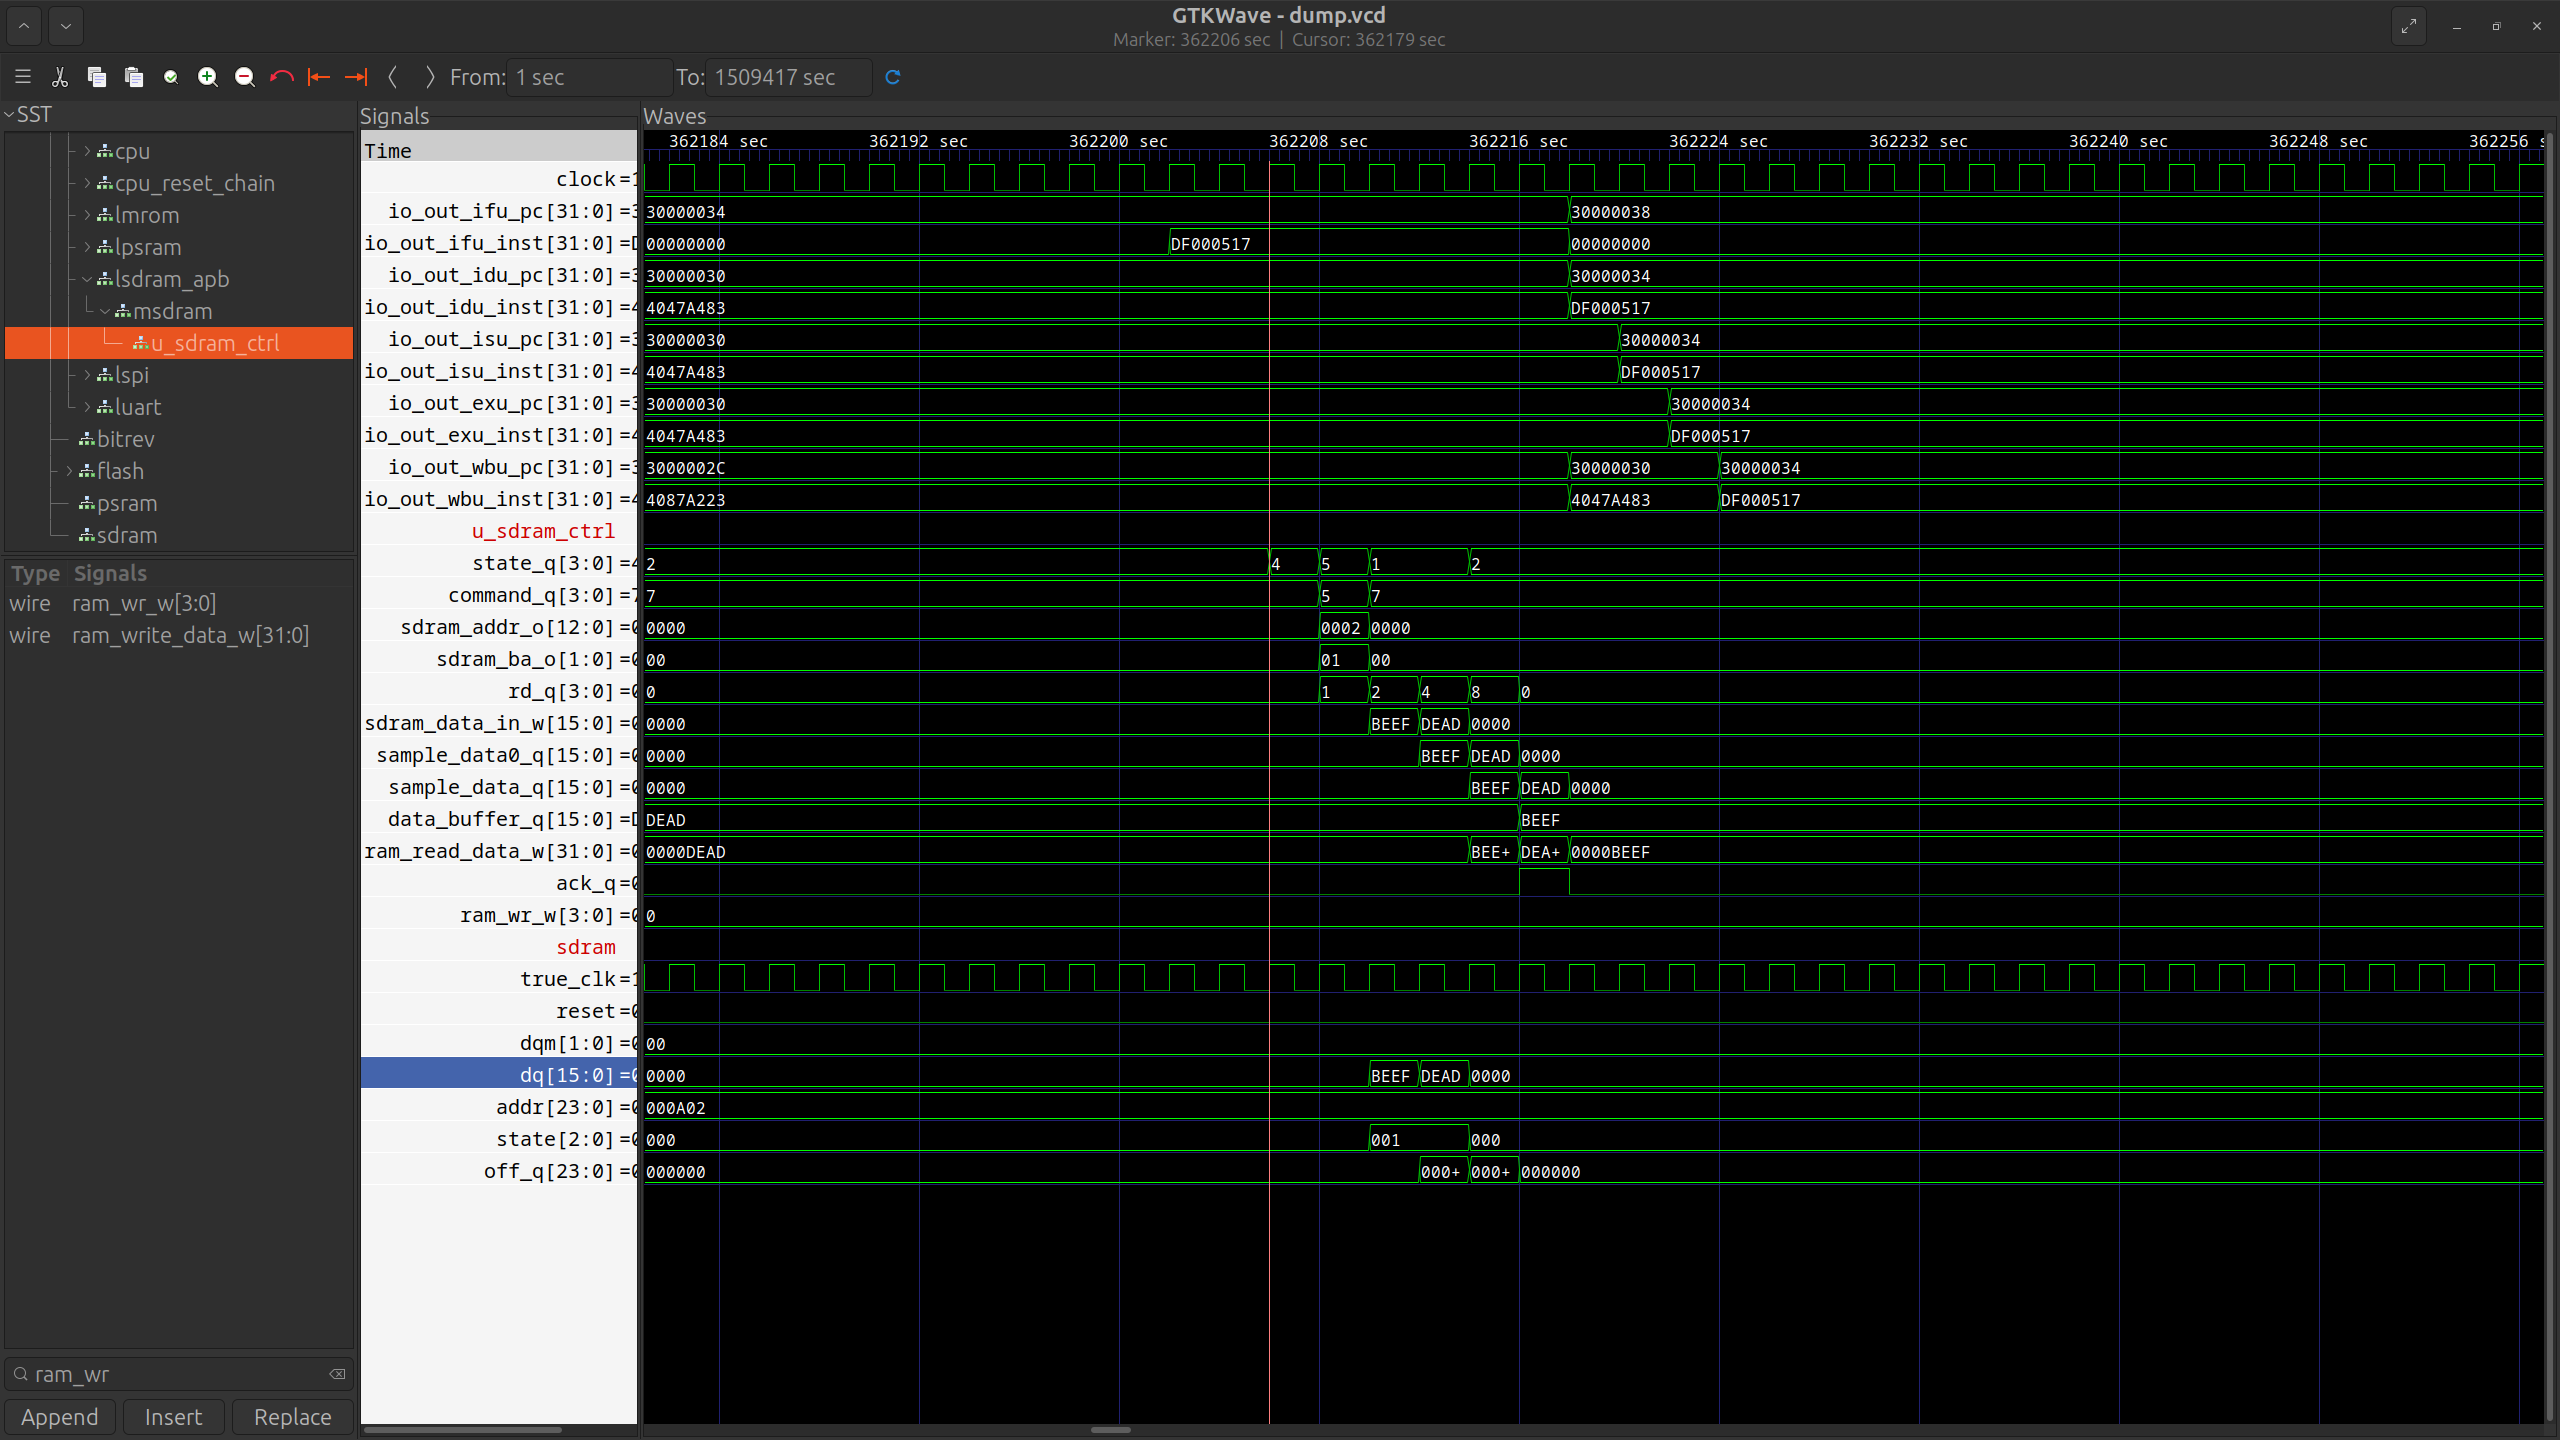 GTKWave - dump.vcd
Marker: 362206 sec | Cursor: 362179 sec
From: 1 sec To: 1509417 sec
SST
cpu
cpu_reset_chain
lmrom
lpsram
lsdram_apb
msdram
u_sdram_ctrl
lspi
luart
bitrev
flash
psram
sdram
Type Signals
wire ram_wr_w[3:0]
wire ram_write_data_w[31:0]
ram_wr
Append Insert Replace
Signals
Time
clock=1
io_out_ifu_pc[31:0]=3
io_out_ifu_inst[31:0]=D
io_out_idu_pc[31:0]=3
io_out_idu_inst[31:0]=4
io_out_isu_pc[31:0]=3
io_out_isu_inst[31:0]=4
io_out_exu_pc[31:0]=3
io_out_exu_inst[31:0]=4
io_out_wbu_pc[31:0]=3
io_out_wbu_inst[31:0]=4
u_sdram_ctrl
state_q[3:0]=4
command_q[3:0]=7
sdram_addr_o[12:0]=0
sdram_ba_o[1:0]=0
rd_q[3:0]=0
sdram_data_in_w[15:0]=0
sample_data0_q[15:0]=0
sample_data_q[15:0]=0
data_buffer_q[15:0]=D
ram_read_data_w[31:0]=0
ack_q=0
ram_wr_w[3:0]=0
sdram
true_clk=1
reset=0
dqm[1:0]=0
dq[15:0]=0
addr[23:0]=0
state[2:0]=0
off_q[23:0]=0
Waves
362184 sec 362192 sec 362200 sec 362208 sec 362216 sec 362224 sec 362232 sec 362240 sec 362248 sec 362256 s
30000034 30000038
00000000 DF000517 00000000
30000030 30000034
4047A483 DF000517
30000030 30000034
4047A483 DF000517
30000030 30000034
4047A483 DF000517
3000002C 30000030 30000034
4087A223 4047A483 DF000517
2 4 5 1 2
7 5 7
0000 0002 0000
00 01 00
0 1 2 4 8 0
0000 BEEF DEAD 0000
0000 BEEF DEAD 0000
0000 BEEF DEAD 0000
DEAD BEEF
0000DEAD BEE+ DEA+ 0000BEEF
0
00
0000 BEEF DEAD 0000
000A02
000 001 000
000000 000+ 000+ 000000